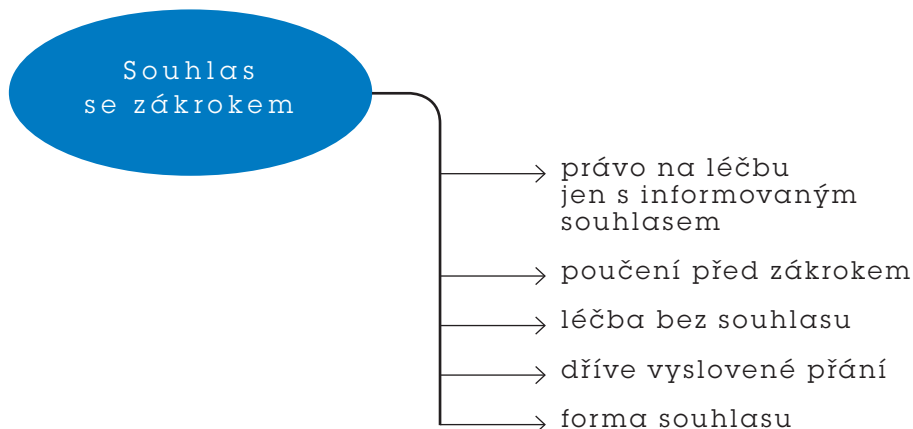 Souhlas
se zákrokem
právo na léčbu
jen s informovaným
souhlasem
poučení před zákrokem
léčba bez souhlasu
dříve vyslovené přání
forma souhlasu